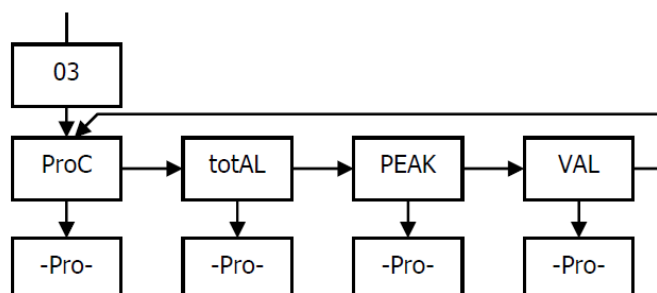 03
ProC
totAL
PEAK
VAL
-Pro-
-Pro-
-Pro-
-Pro-